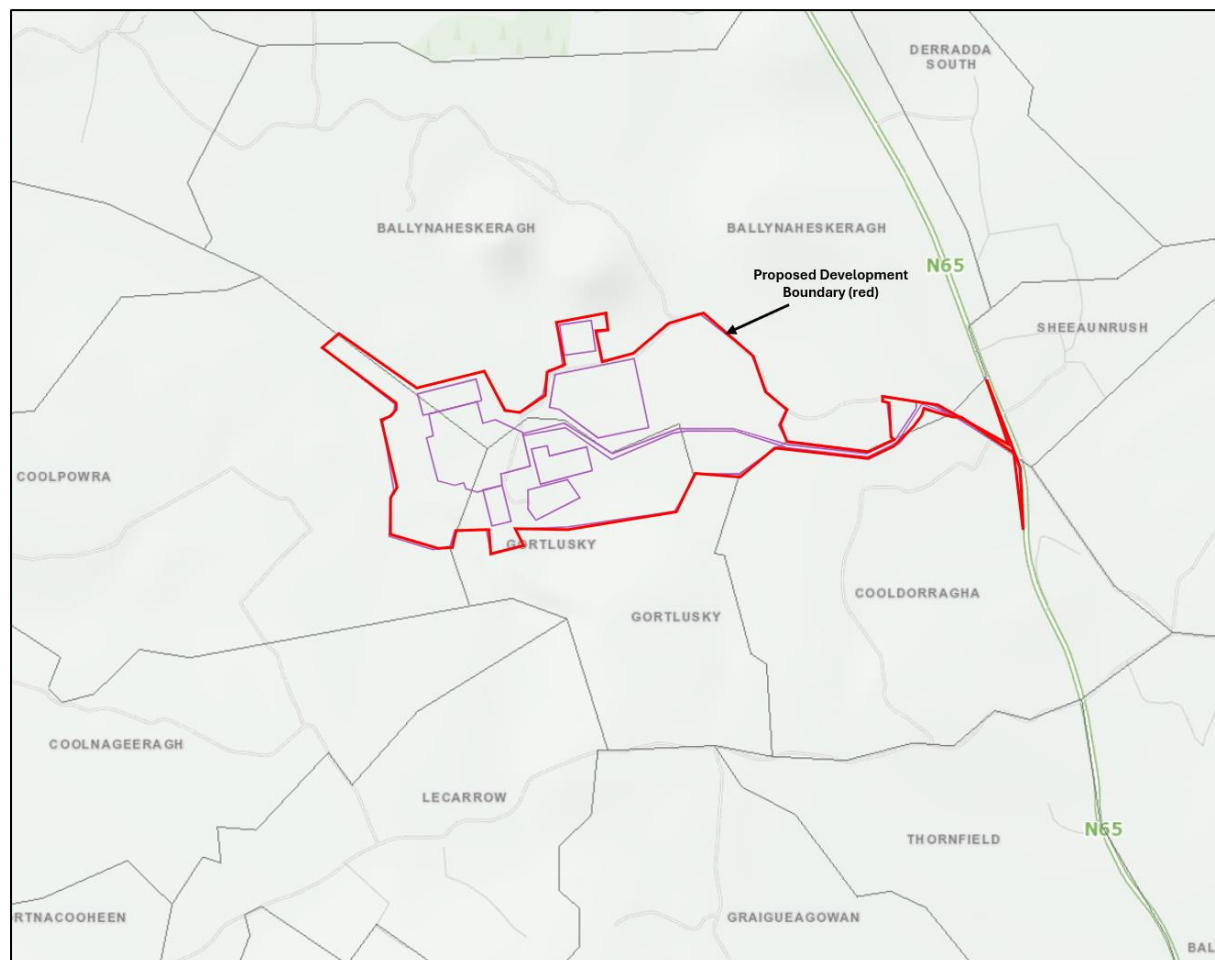 DERRADDA
SOUTH
BALLYNAHESKERAGH
BALLYNAHESKERAGH
N65
Proposed Development
Boundary (red)
SHEEAUNRUSH
COOLPOWRA
GORTLUSKY
COOLDORRAGHA
GORTLUSKY
COOLNAGEERAGH
LECARROW
N65
THORNFIELD
RTNACOOHEEN
GRAIGUEAGOWAN
BAL